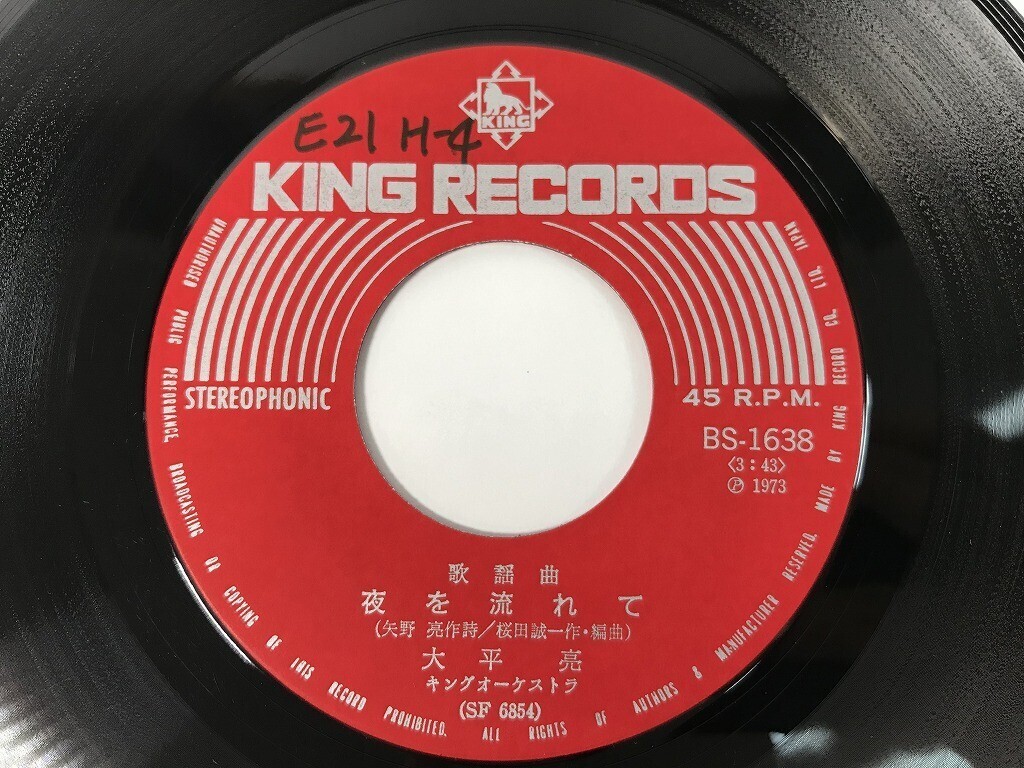 KING
E21 H-4
KING RECORDS
STEREOPHONIC
45 R.P.M.
BS-1638
〈3:43〉
Ⓟ 1973
歌謡曲
夜を流れて
(矢野 亮作詩/桜田誠一作・編曲)
大平亮
キングオーケストラ
(SF 6854)
UNAUTHORISED PUBLIC PERFORMANCE, BROADCASTING OR COPYING OF THIS RECORD PROHIBITED. ALL RIGHTS OF AUTHORS & MANUFACTURER RESERVED. MADE BY KING RECORD CO., LTD. JAPAN